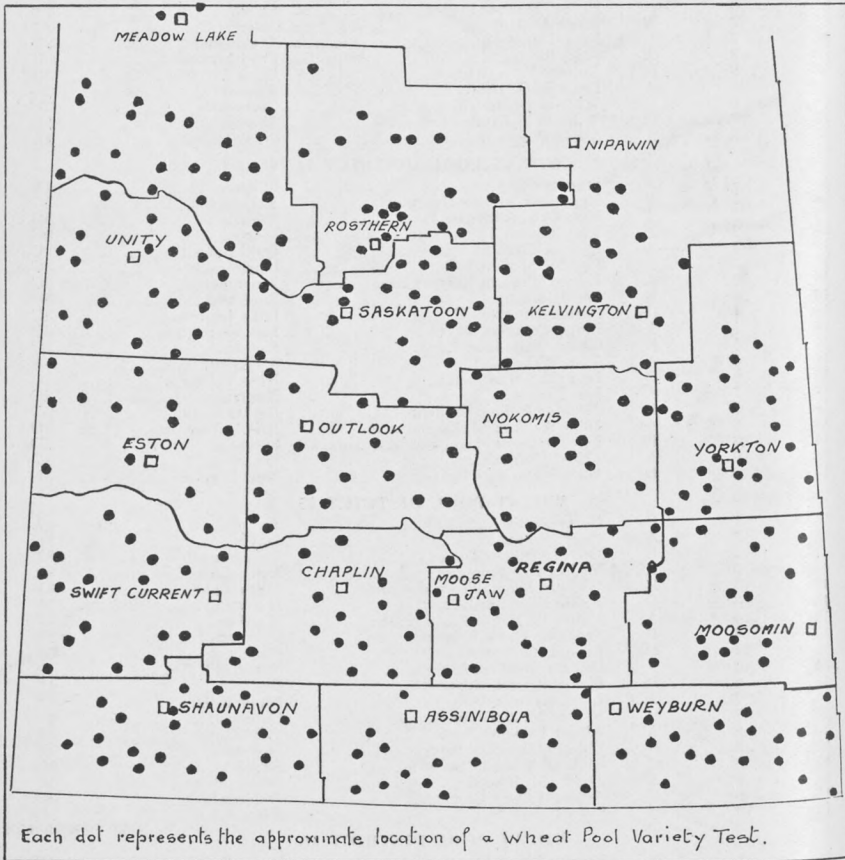 MEADOW LAKE
NIPAWIN
ROSTHERN
UNITY
SASKATOON
KELVINGTON
OUTLOOK
NOKOMIS
ESTON
YORKTON
CHAPLIN
MOOSE
JAW
REGINA
SWIFT CURRENT
MOOSOMIN
SHAUNAVON
ASSINIBOIA
WEYBURN
Each dot represents the approximate location of a Wheat Pool Variety Test.